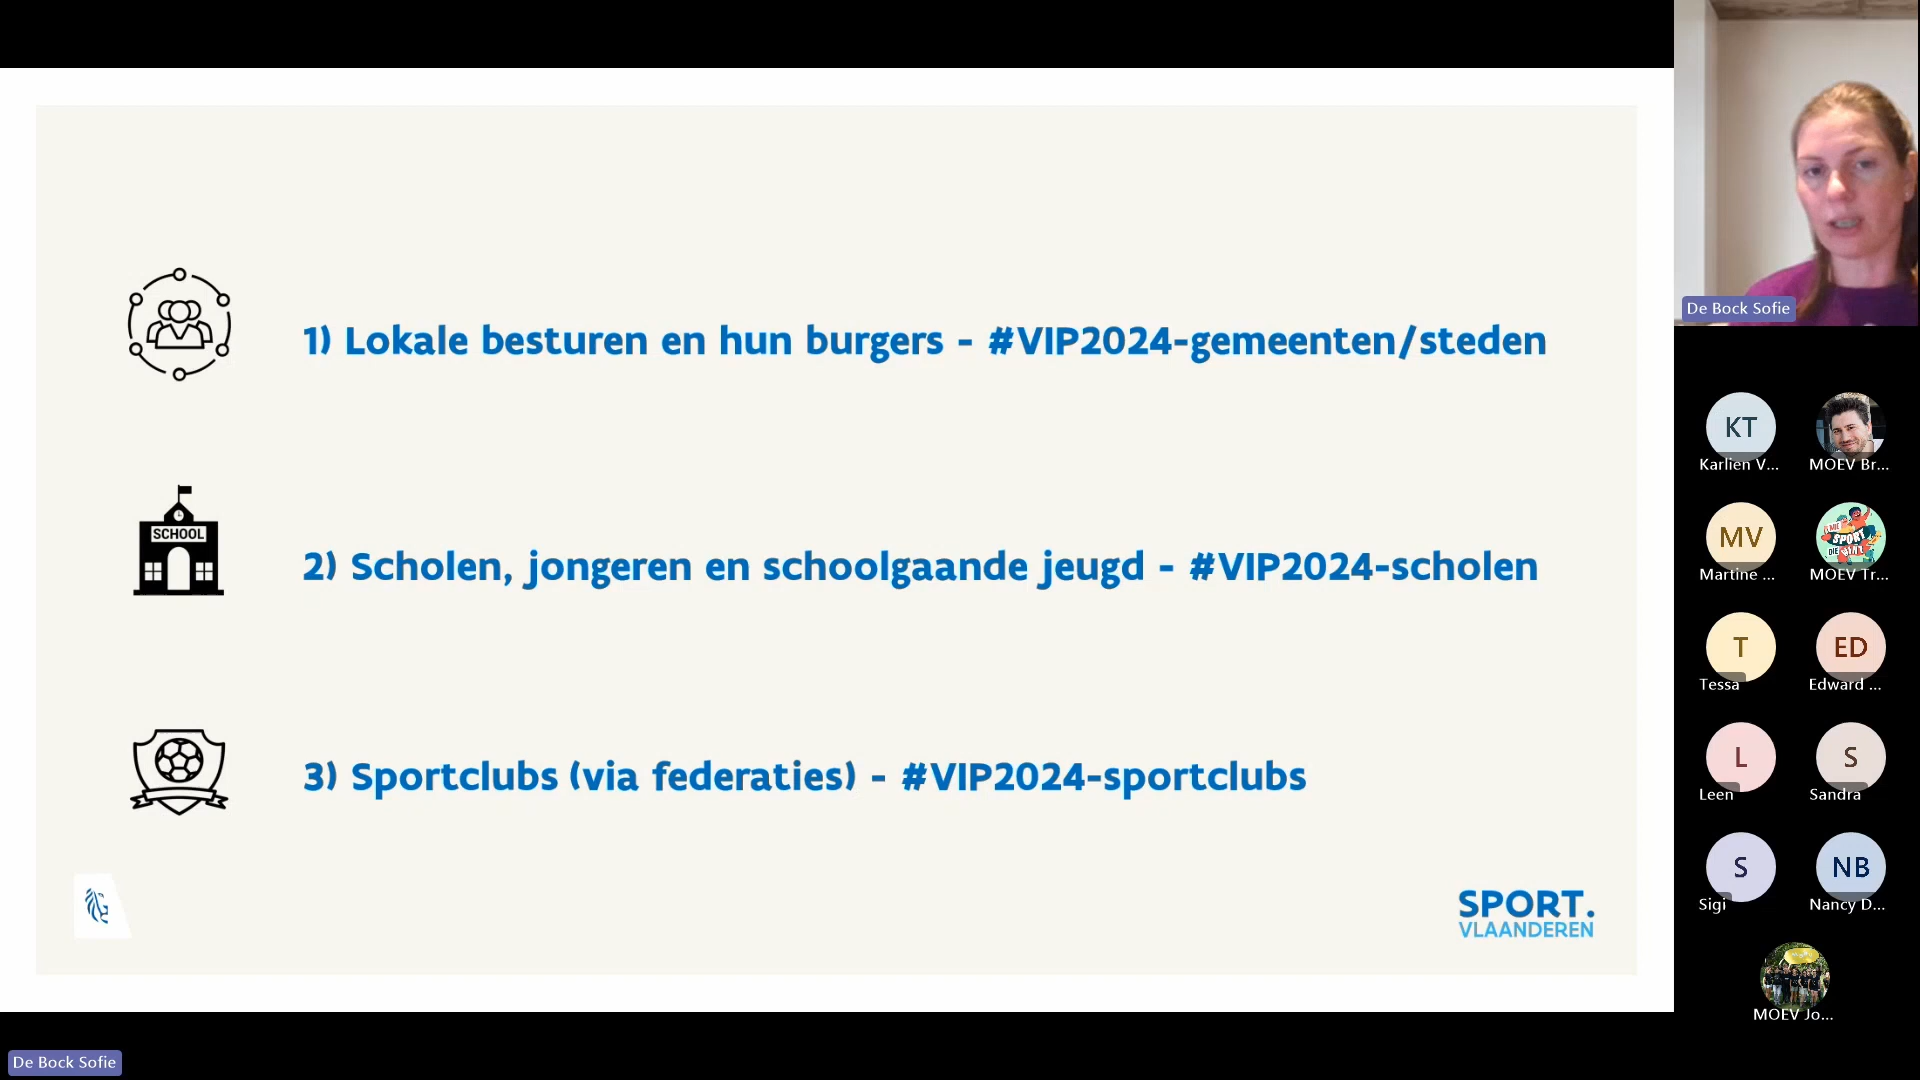 1) Lokale besturen en hun burgers - #VIP2024-gemeenten/steden
SCHOOL
2) Scholen, jongeren en schoolgaande jeugd - #VIP2024-scholen
3) Sportclubs (via federaties) - #VIP2024-sportclubs
SPORT.
VLAANDEREN
De Bock Sofie
De Bock Sofie
KT
Karlien V...
MOEV Br...
MV
Martine ...
SPORT
DIE
MOEV Tr...
T
Tessa
ED
Edward ...
L
Leen
S
Sandra
S
Sigi
NB
Nancy D...
MOEV Jo...